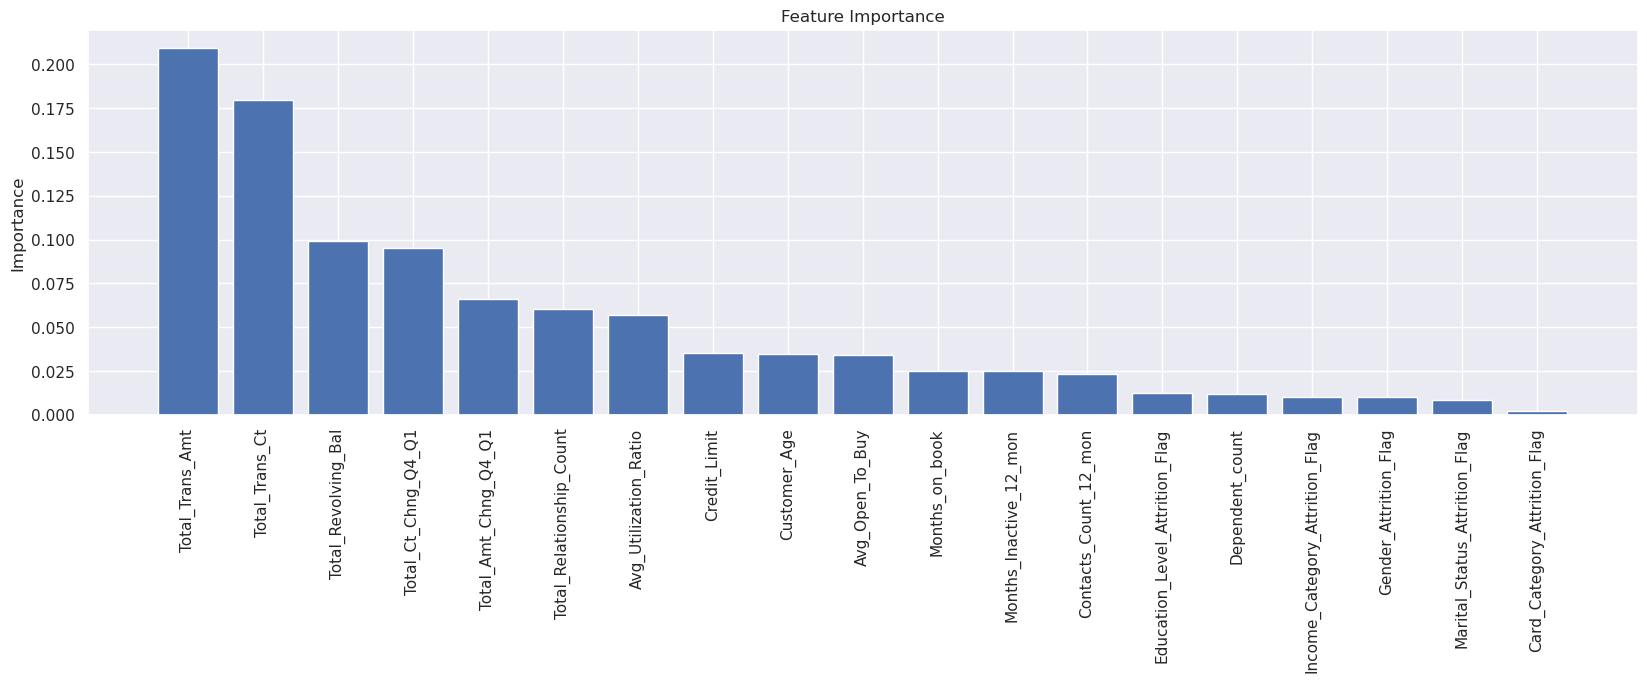 Feature Importance
Importance
0.200
0.175
0.150
0.125
0.100
0.075
0.050
0.025
0.000
Total_Trans_Amt
Total_Trans_Ct
Total_Revolving_Bal
Total_Ct_Chng_Q4_Q1
Total_Amt_Chng_Q4_Q1
Total_Relationship_Count
Avg_Utilization_Ratio
Credit_Limit
Customer_Age
Avg_Open_To_Buy
Months_on_book
Months_Inactive_12_mon
Contacts_Count_12_mon
Education_Level_Attrition_Flag
Dependent_count
Income_Category_Attrition_Flag
Gender_Attrition_Flag
Marital_Status_Attrition_Flag
Card_Category_Attrition_Flag